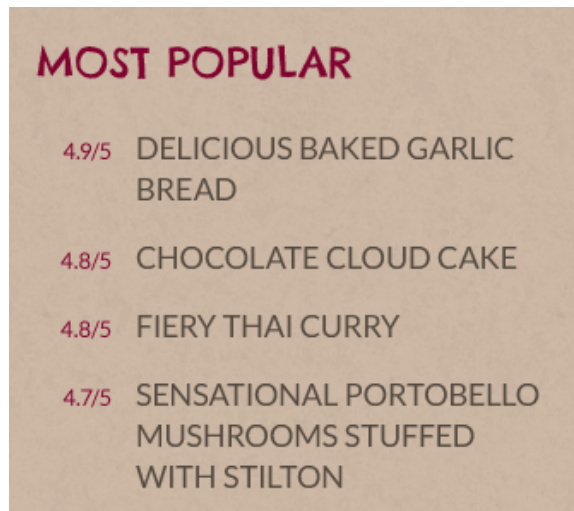 MOST POPULAR
4.9/5 DELICIOUS BAKED GARLIC
BREAD
4.8/5 CHOCOLATE CLOUD CAKE
4.8/5 FIERY THAI CURRY
4.7/5 SENSATIONAL PORTOBELLO
MUSHROOMS STUFFED
WITH STILTON